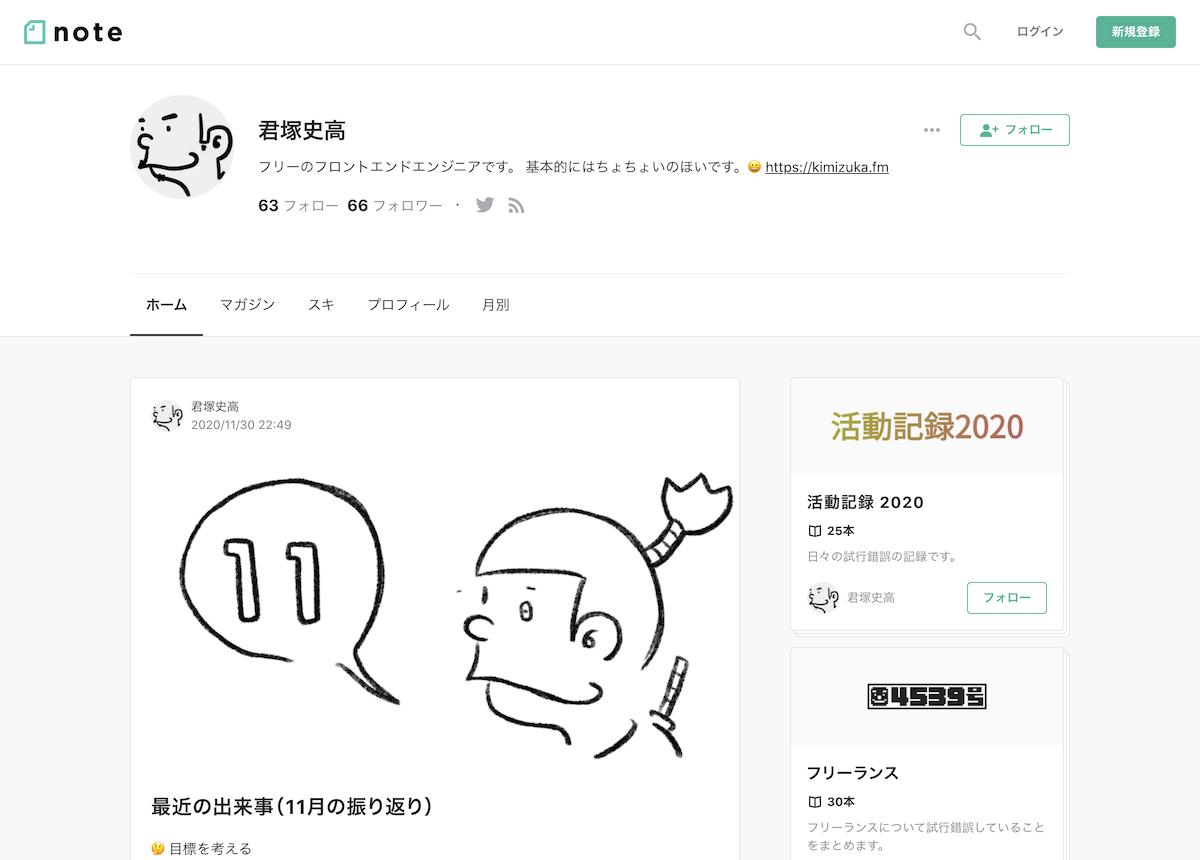 note
ログイン
新規登録
君塚史高
フォロー
フリーのフロントエンドエンジニアです。 基本的にはちょちょいのほいです。😀 https://kimizuka.fm
63 フォロー 66 フォロワー ·
ホーム マガジン スキ プロフィール 月別
君塚史高
2020/11/30 22:49
11
最近の出来事（11月の振り返り）
🤔 目標を考える
活動記録2020
活動記録 2020
25本
日々の試行錯誤の記録です。
君塚史高
フォロー
4539号
フリーランス
30本
フリーランスについて試行錯誤していること
をまとめます。